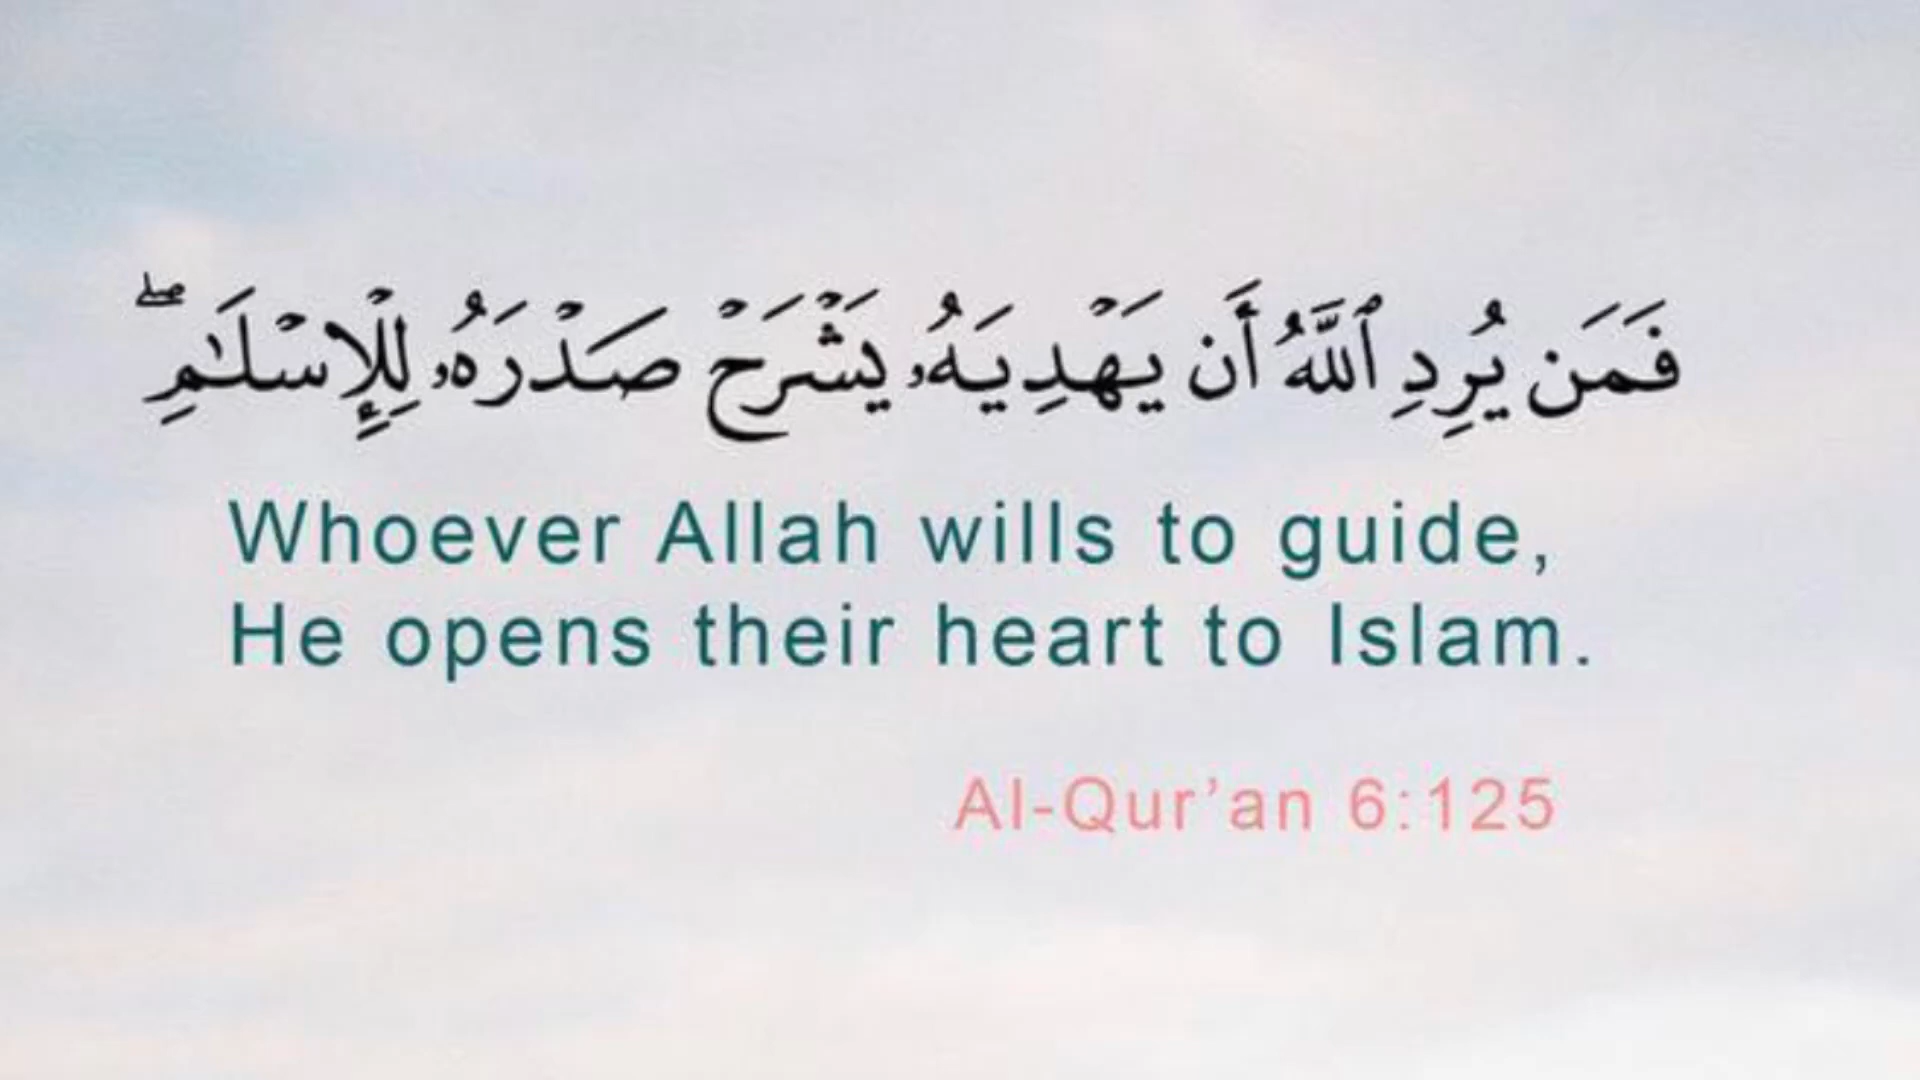 فَمَن يُرِدِ ٱللَّهُ أَن يَهْدِيَهُۥ يَشْرَحْ صَدْرَهُۥ لِلْإِسْلَـٰمِ ۖ
Whoever Allah wills to guide,
He opens their heart to Islam.
Al-Qur’an 6:125